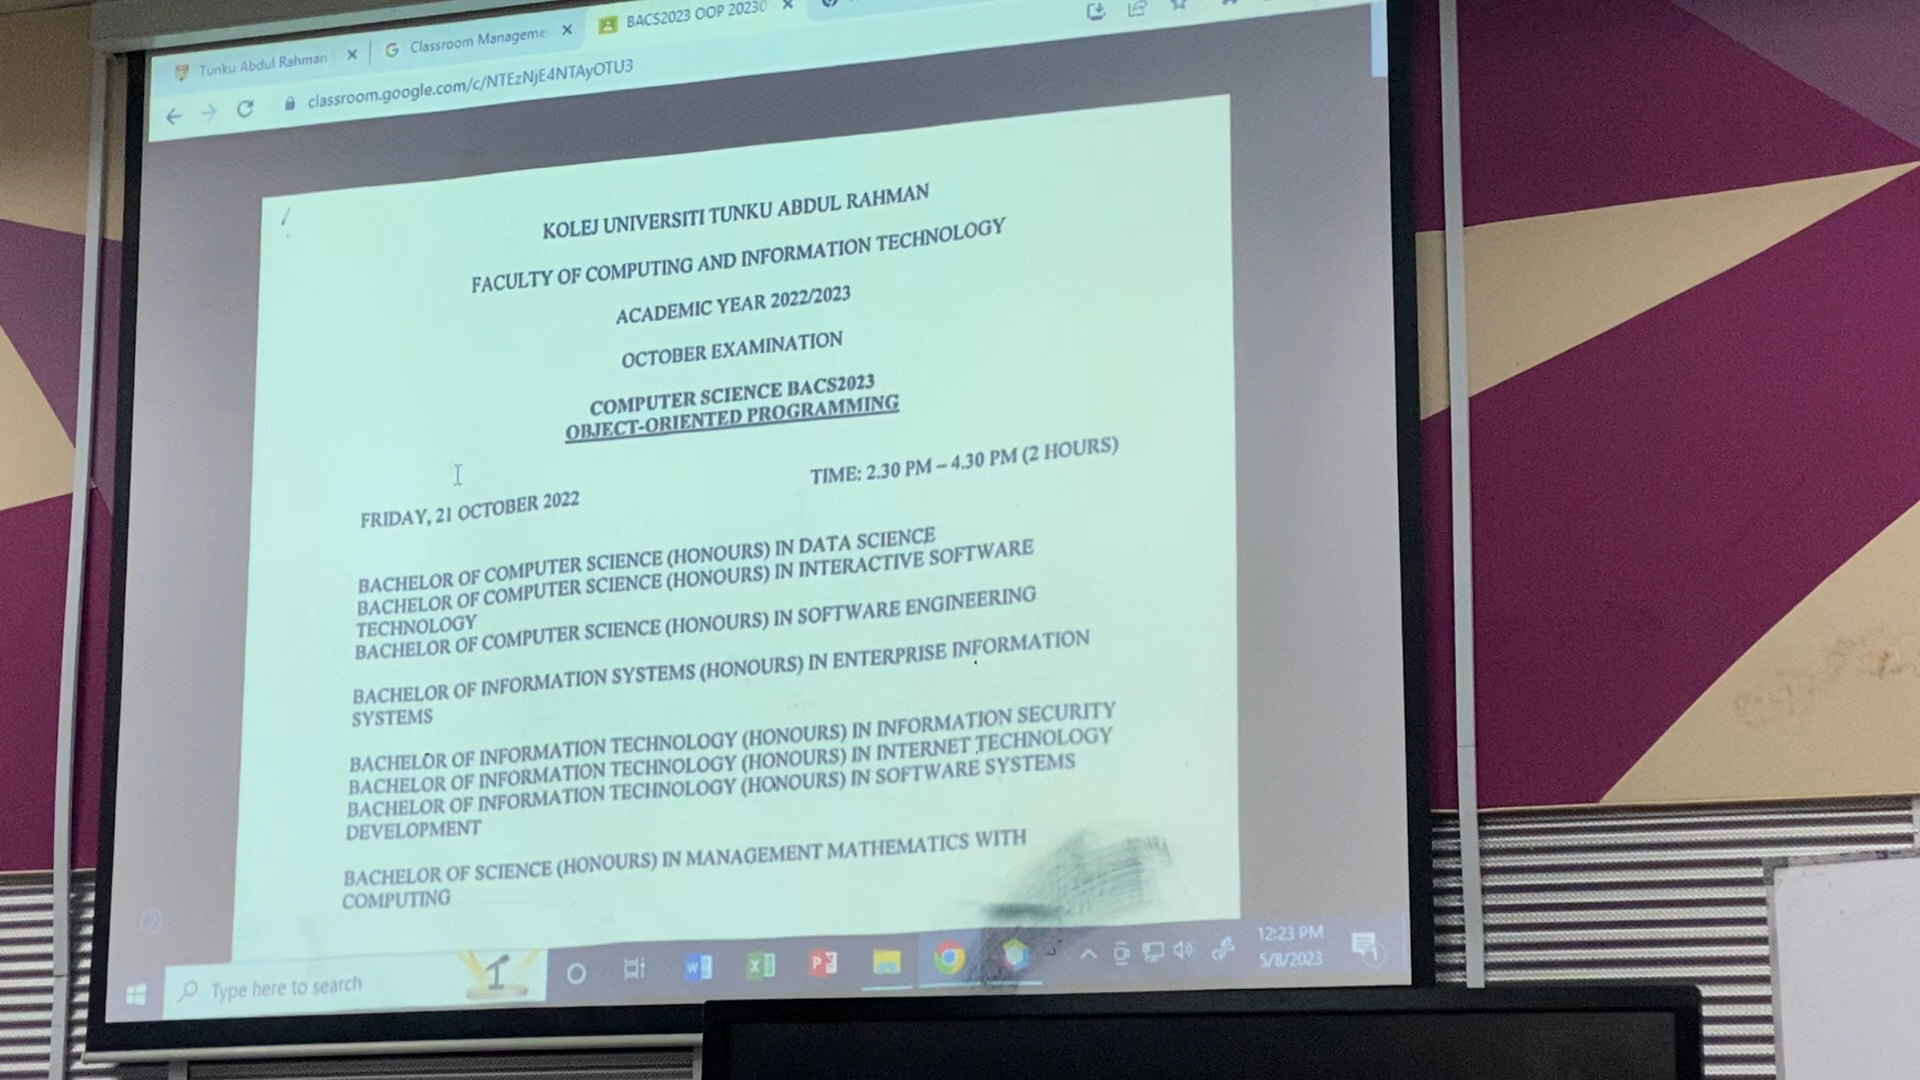 Tunku Abdul Rahman
Classroom Manageme
BACS2023 OOP 20230
classroom.google.com/c/NTEzNjE4NTAyOTU3
KOLEJ UNIVERSITI TUNKU ABDUL RAHMAN
FACULTY OF COMPUTING AND INFORMATION TECHNOLOGY
ACADEMIC YEAR 2022/2023
OCTOBER EXAMINATION
COMPUTER SCIENCE BACS2023
OBJECT-ORIENTED PROGRAMMING
FRIDAY, 21 OCTOBER 2022
TIME: 2.30 PM – 4.30 PM (2 HOURS)
BACHELOR OF COMPUTER SCIENCE (HONOURS) IN DATA SCIENCE
BACHELOR OF COMPUTER SCIENCE (HONOURS) IN INTERACTIVE SOFTWARE
TECHNOLOGY
BACHELOR OF COMPUTER SCIENCE (HONOURS) IN SOFTWARE ENGINEERING
BACHELOR OF INFORMATION SYSTEMS (HONOURS) IN ENTERPRISE INFORMATION
SYSTEMS
BACHELOR OF INFORMATION TECHNOLOGY (HONOURS) IN INFORMATION SECURITY
BACHELOR OF INFORMATION TECHNOLOGY (HONOURS) IN INTERNET TECHNOLOGY
BACHELOR OF INFORMATION TECHNOLOGY (HONOURS) IN SOFTWARE SYSTEMS
DEVELOPMENT
BACHELOR OF SCIENCE (HONOURS) IN MANAGEMENT MATHEMATICS WITH
COMPUTING
Type here to search
12:23 PM
5/8/2023